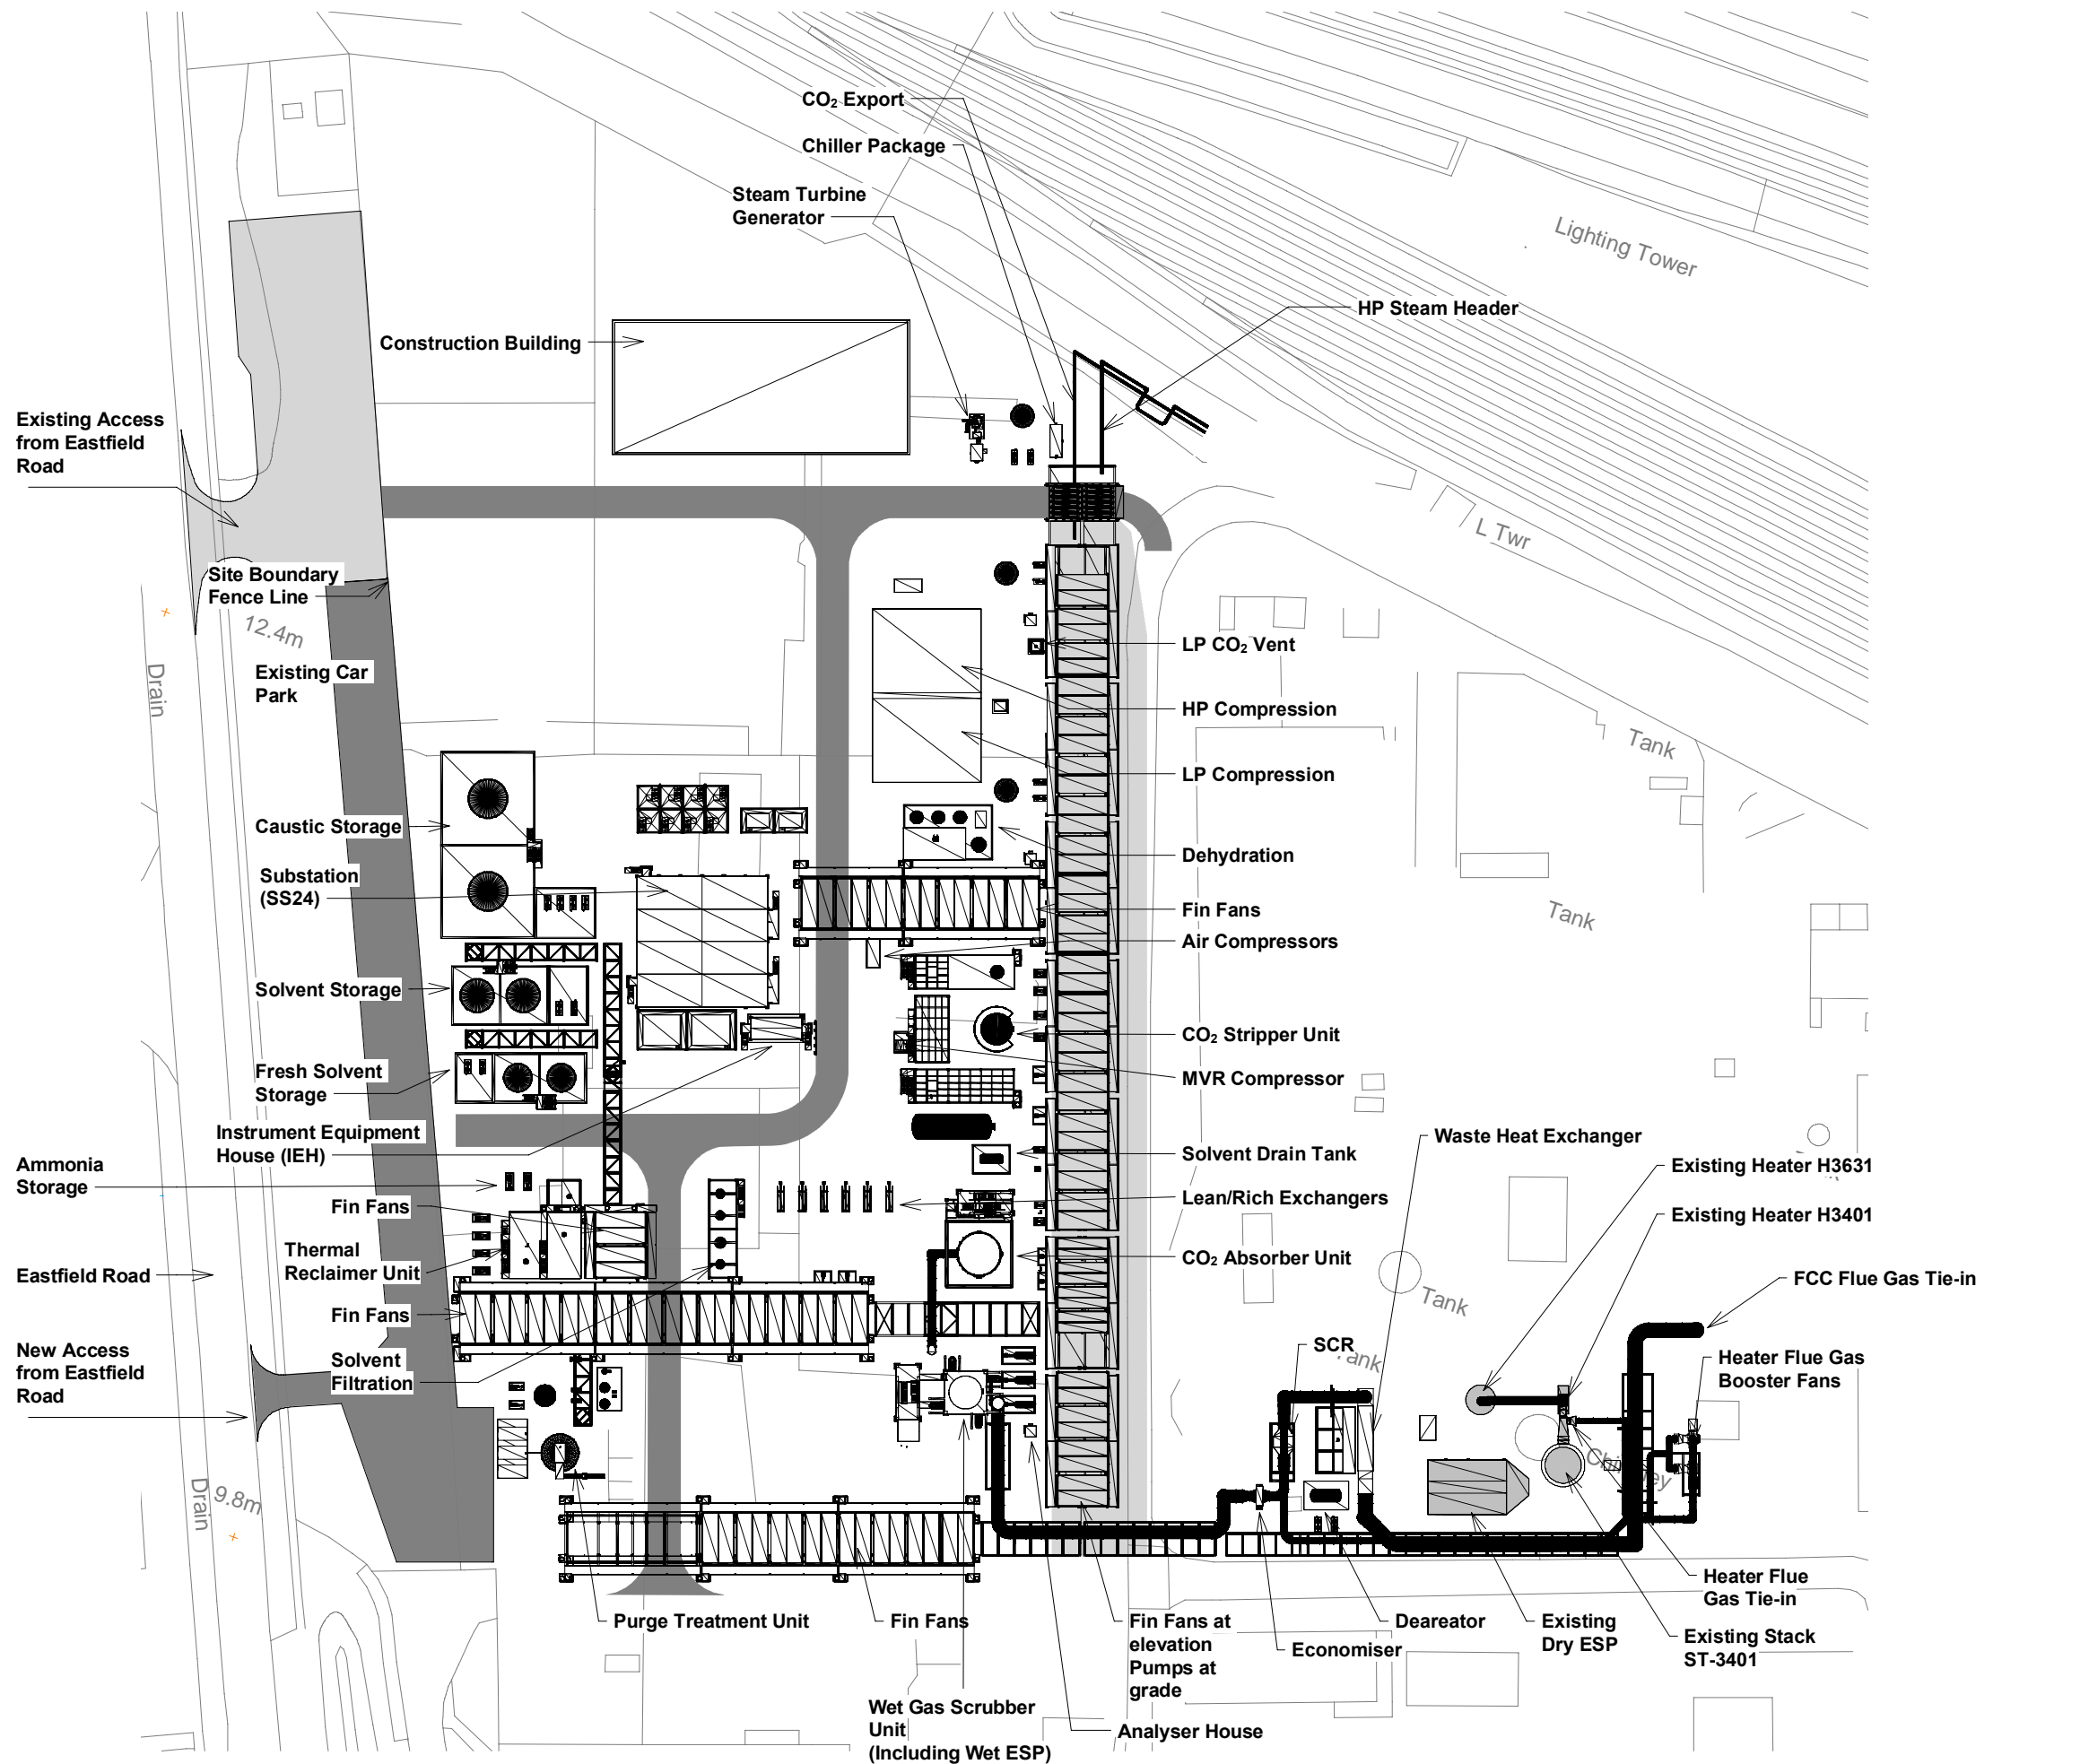 CO₂ Export
Chiller Package
Steam Turbine
Generator
Lighting Tower
HP Steam Header
Construction Building
Existing Access
from Eastfield
Road
L Twr
Site Boundary
Fence Line
12.4m
Drain
Existing Car
Park
LP CO₂ Vent
HP Compression
Tank
LP Compression
Caustic Storage
Dehydration
Substation
(SS24)
Fin Fans
Tank
Air Compressors
Solvent Storage
CO₂ Stripper Unit
Fresh Solvent
Storage
MVR Compressor
Instrument Equipment
House (IEH)
Waste Heat Exchanger
Solvent Drain Tank
Ammonia
Storage
Existing Heater H3631
Lean/Rich Exchangers
Fin Fans
Existing Heater H3401
Thermal
Reclaimer Unit
CO₂ Absorber Unit
Eastfield Road
FCC Flue Gas Tie-in
Tank
Fin Fans
New Access
from Eastfield
Road
SCR
Solvent
Filtration
Heater Flue Gas
Booster Fans
Drain
9.8m
Heater Flue
Gas Tie-in
Purge Treatment Unit
Fin Fans
Fin Fans at
elevation
Pumps at
grade
Deareator
Economiser
Existing
Dry ESP
Existing Stack
ST-3401
Wet Gas Scrubber
Unit
(Including Wet ESP)
Analyser House